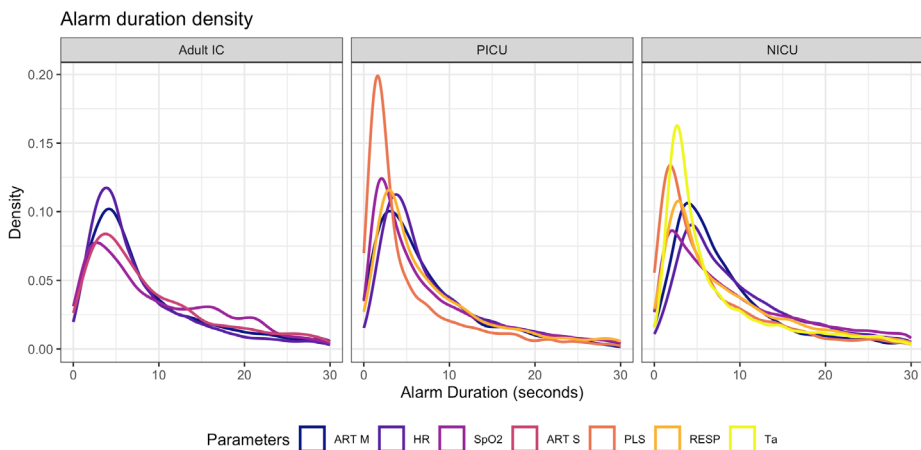 Alarm duration density
Adult IC PICU NICU
0.20
0.15
0.10
0.05
0.00
Density
0 10 20 30 0 10 20 30 0 10 20 30
Alarm Duration (seconds)
Parameters ART M HR SpO2 ART S PLS RESP Ta